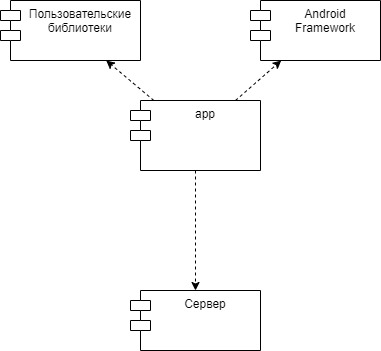 Пользовательские
библиотеки
Android
Framework
app
Сервер